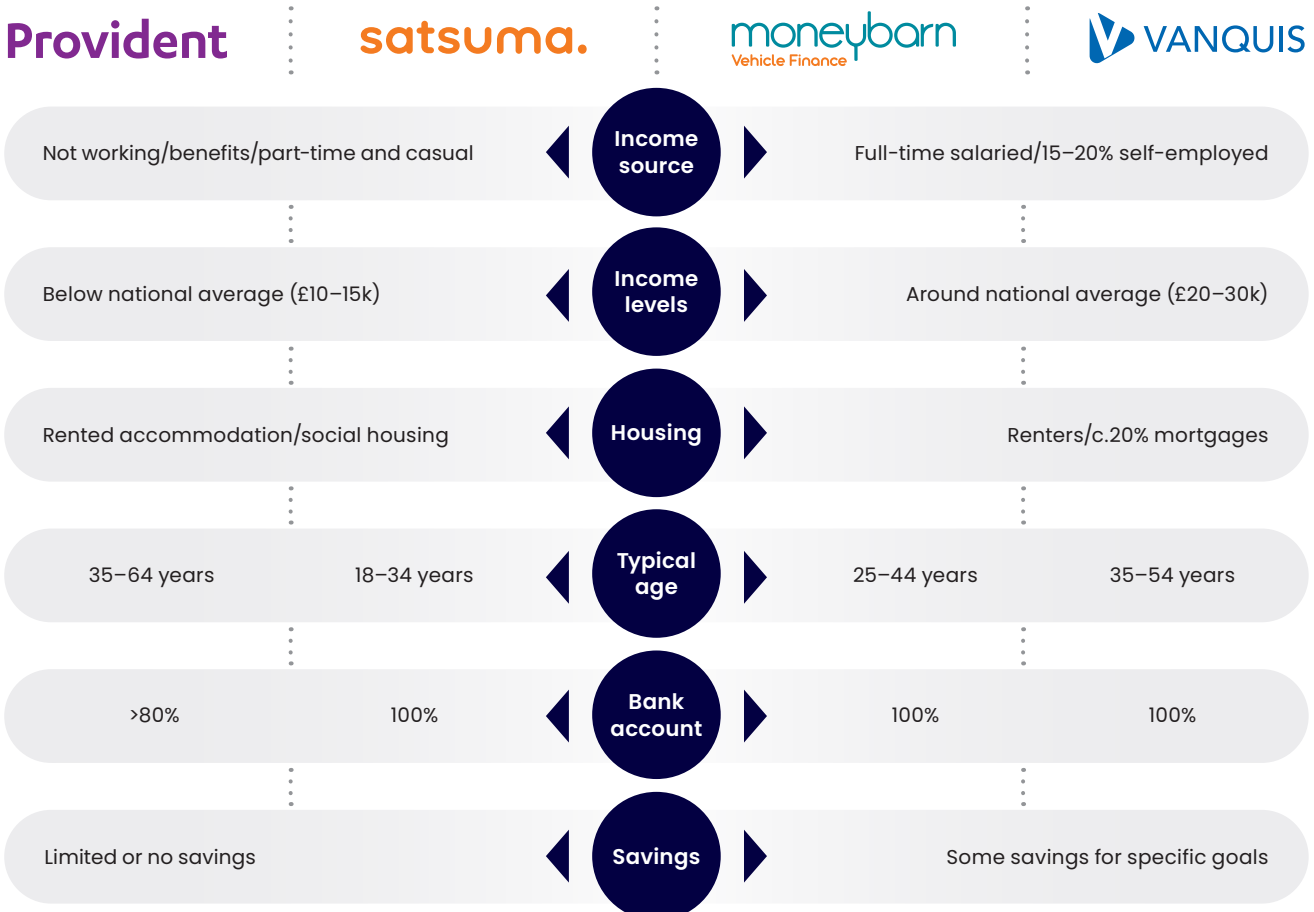 Provident
satsuma.
moneybarn
Vehicle Finance
VANQUIS
Not working/benefits/part-time and casual
Income
source
Full-time salaried/15–20% self-employed
Below national average (£10–15k)
Income
levels
Around national average (£20–30k)
Rented accommodation/social housing
Housing
Renters/c.20% mortgages
35–64 years
18–34 years
Typical
age
25–44 years
35–54 years
>80%
100%
Bank
account
100%
100%
Limited or no savings
Savings
Some savings for specific goals